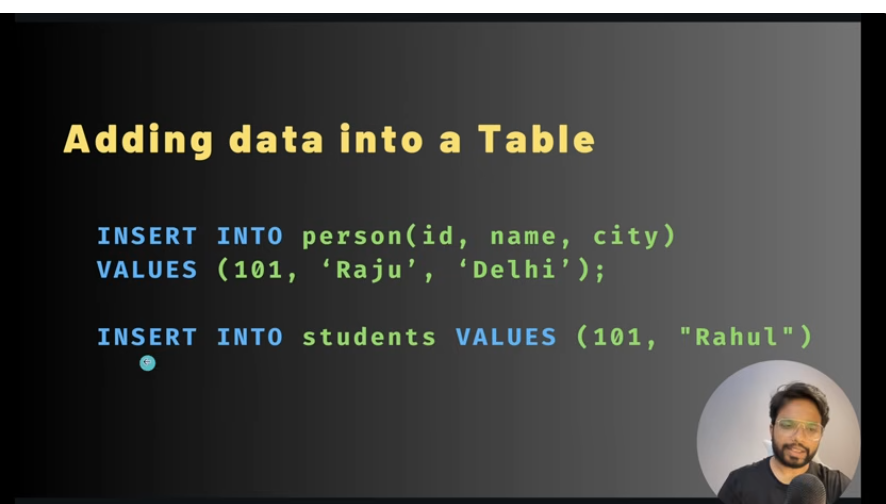 Adding data into a Table
INSERT INTO person(id, name, city)
VALUES (101, ‘Raju’, ‘Delhi’);
INSERT INTO students VALUES (101, "Rahul")